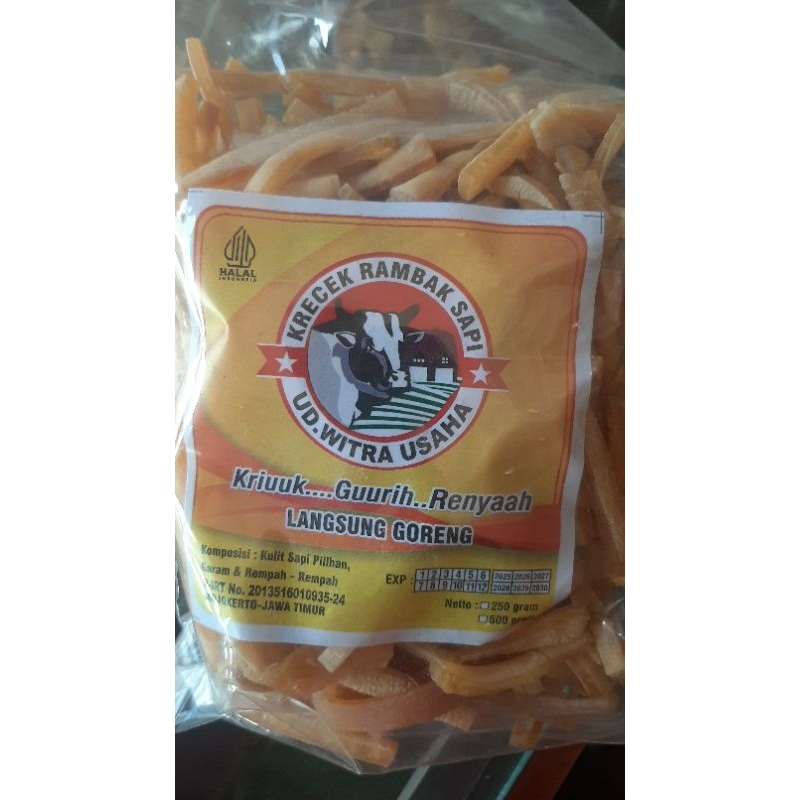 HALAL
INDONESIA
KRECEK RAMBAK SAPI
UD.WITRA USAHA
Kriuuk....Guurih..Renyaah
LANGSUNG GORENG
Komposisi : Kulit Sapi Pilihan,
Garam & Rempah - Rempah
No. 2013516010935-24
JAWA TIMUR
EXP : 1 2 3 4 5 6 2025 2026 2027
7 8 9 10 11 12 2028 2029 2030
Netto : 250 gram
500